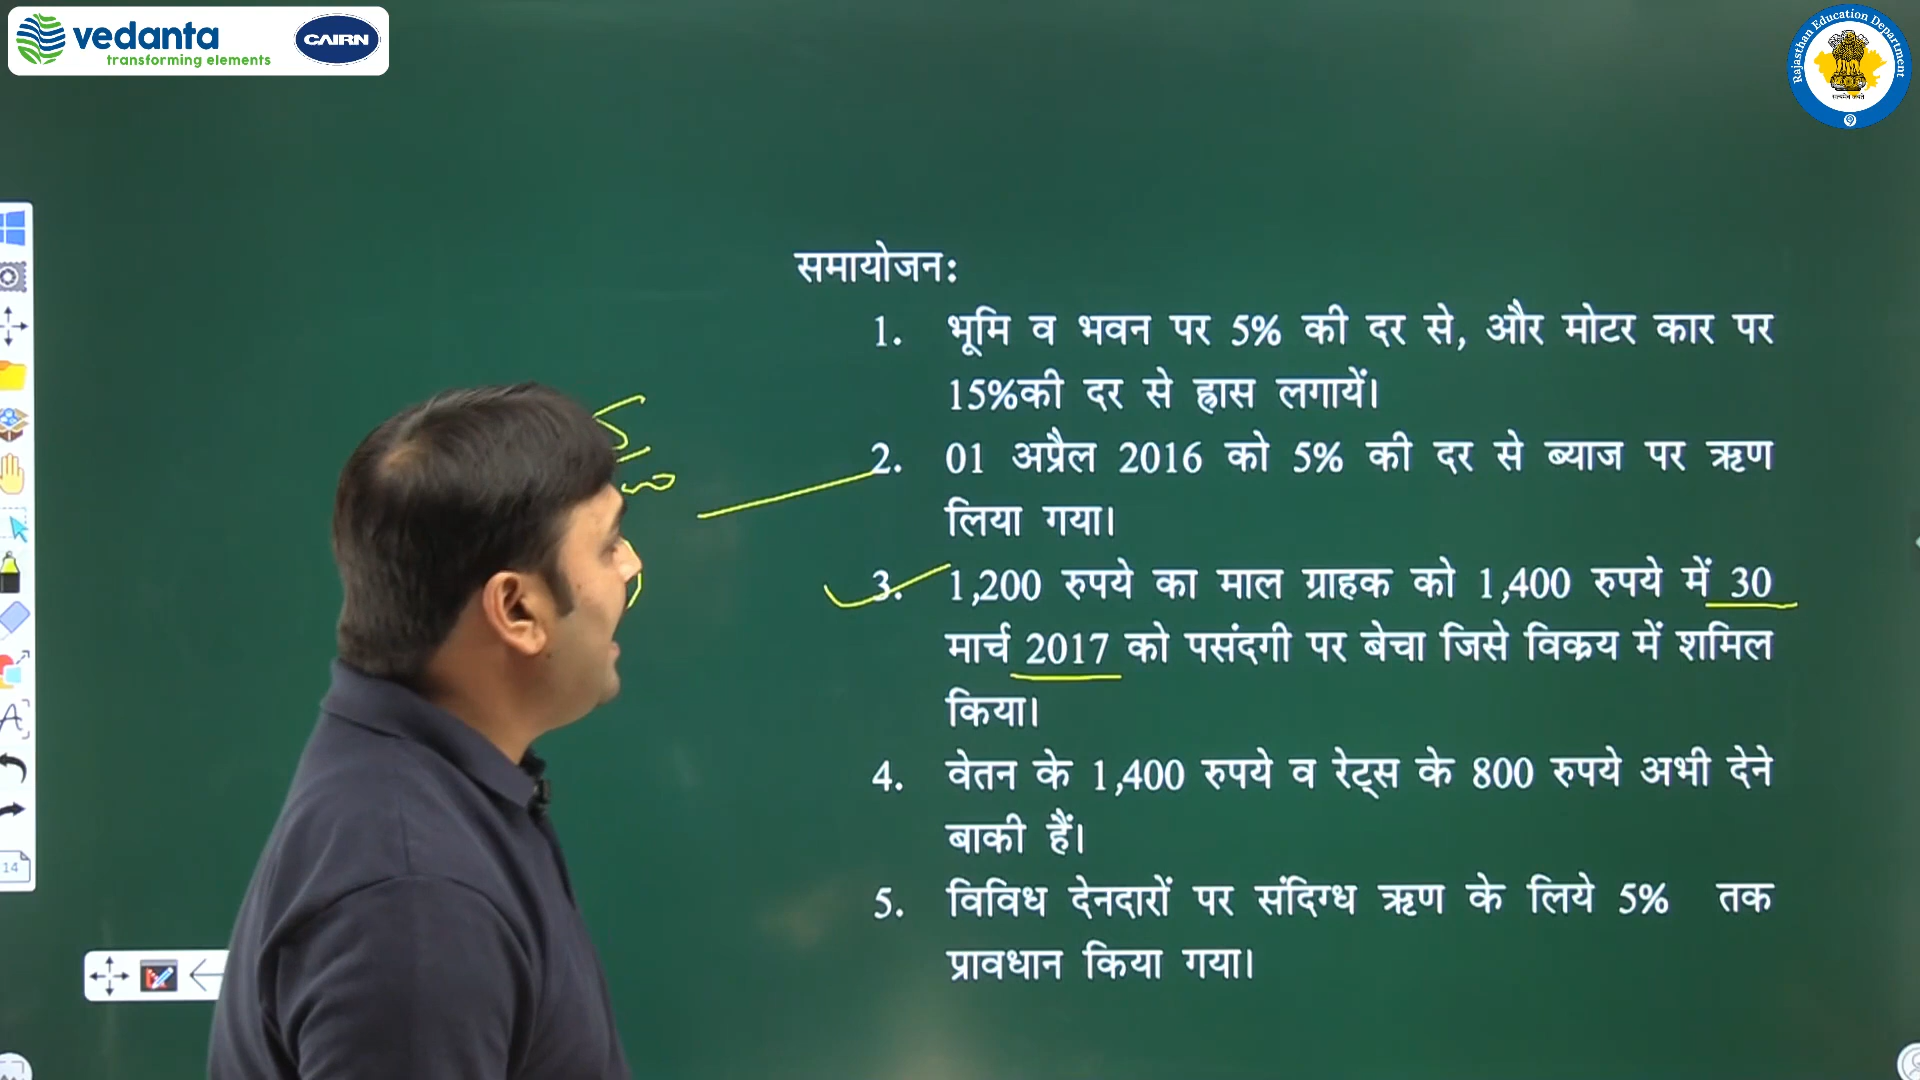 vedanta
transforming elements
CAIRN
Rajasthan Education Department
समायोजन:
1. भूमि व भवन पर 5% की दर से, और मोटर कार पर
15%की दर से ह्रास लगायें।
2. 01 अप्रैल 2016 को 5% की दर से ब्याज पर ऋण
लिया गया।
3. 1,200 रुपये का माल ग्राहक को 1,400 रुपये में 30
मार्च 2017 को पसंदगी पर बेचा जिसे विक्रय में शमिल
किया।
4. वेतन के 1,400 रुपये व रेट्स के 800 रुपये अभी देने
बाकी हैं।
5. विविध देनदारों पर संदिग्ध ऋण के लिये 5% तक
प्रावधान किया गया।
14